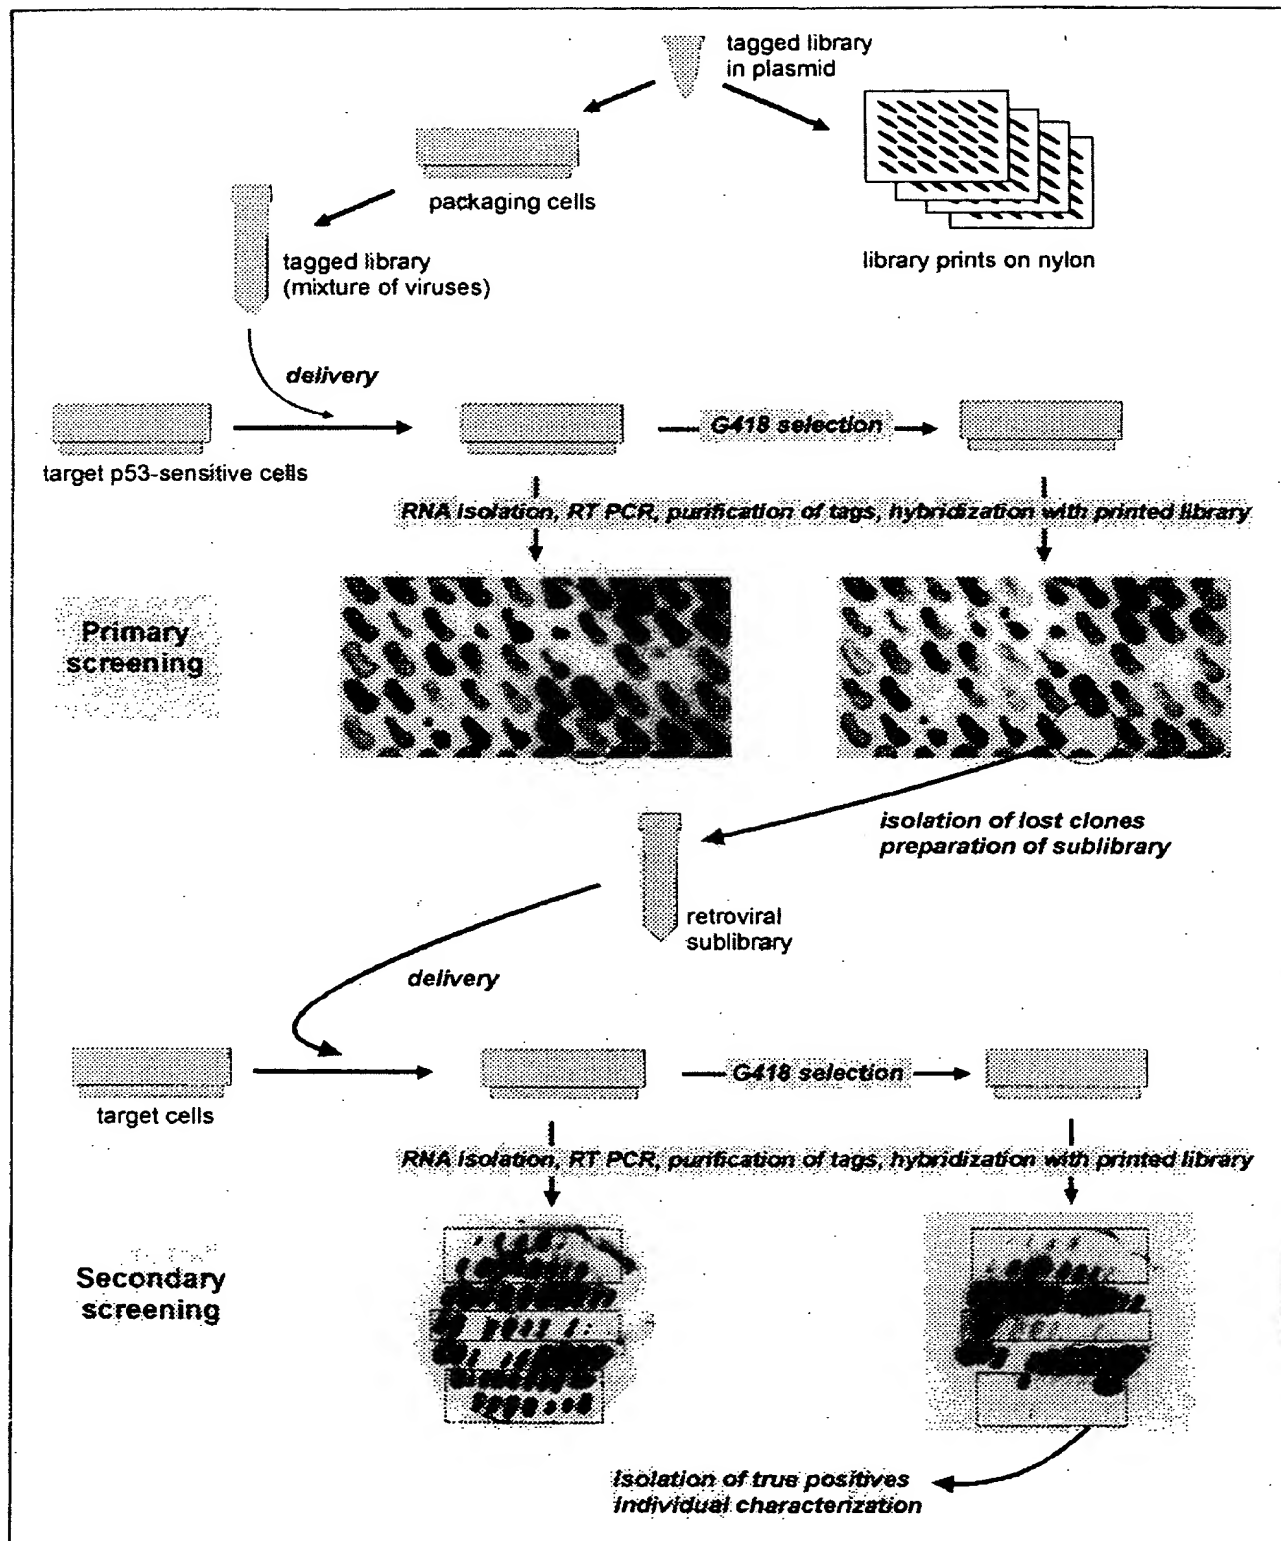 tagged library
in plasmid
packaging cells
library prints on nylon
tagged library
(mixture of viruses)
delivery
G418 selection
target p53-sensitive cells
RNA isolation, RT PCR, purification of tags, hybridization with printed library
Primary
screening
isolation of lost clones
preparation of sublibrary
retroviral
sublibrary
delivery
G418 selection
target cells
RNA isolation, RT PCR, purification of tags, hybridization with printed library
Secondary
screening
isolation of true positives
individual characterization